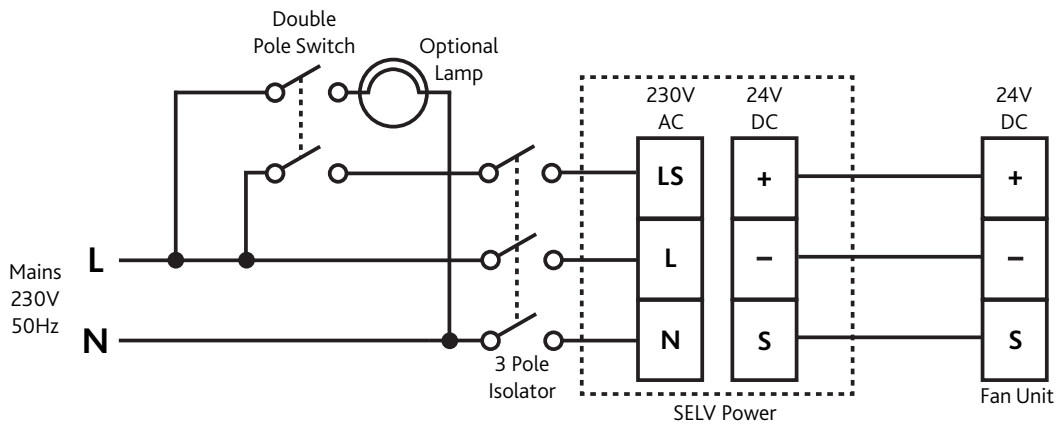 Double
Pole Switch
Optional
Lamp
230V
AC
24V
DC
24V
DC
LS
+
+
L
L
–
–
Mains
230V
50Hz
N
N
S
S
3 Pole
Isolator
SELV Power
Fan Unit